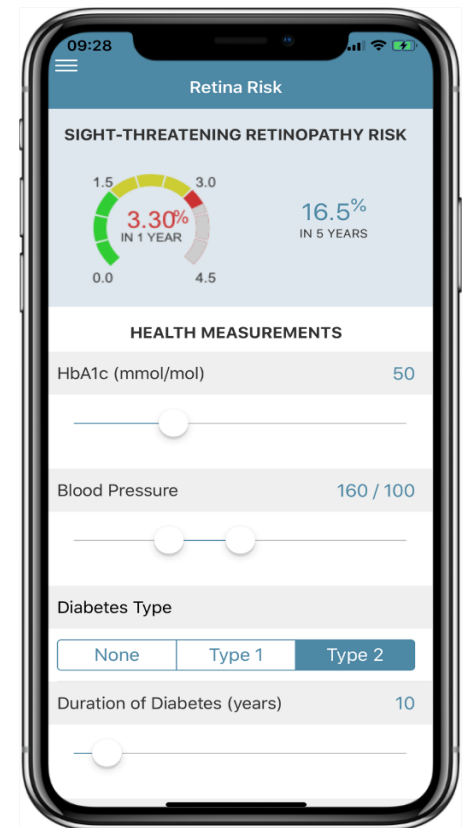 09:28
Retina Risk
SIGHT-THREATENING RETINOPATHY RISK
1.5
3.0
3.30%
IN 1 YEAR
0.0
4.5
16.5%
IN 5 YEARS
HEALTH MEASUREMENTS
HbA1c (mmol/mol) 50
Blood Pressure 160 / 100
Diabetes Type
None Type 1 Type 2
Duration of Diabetes (years) 10